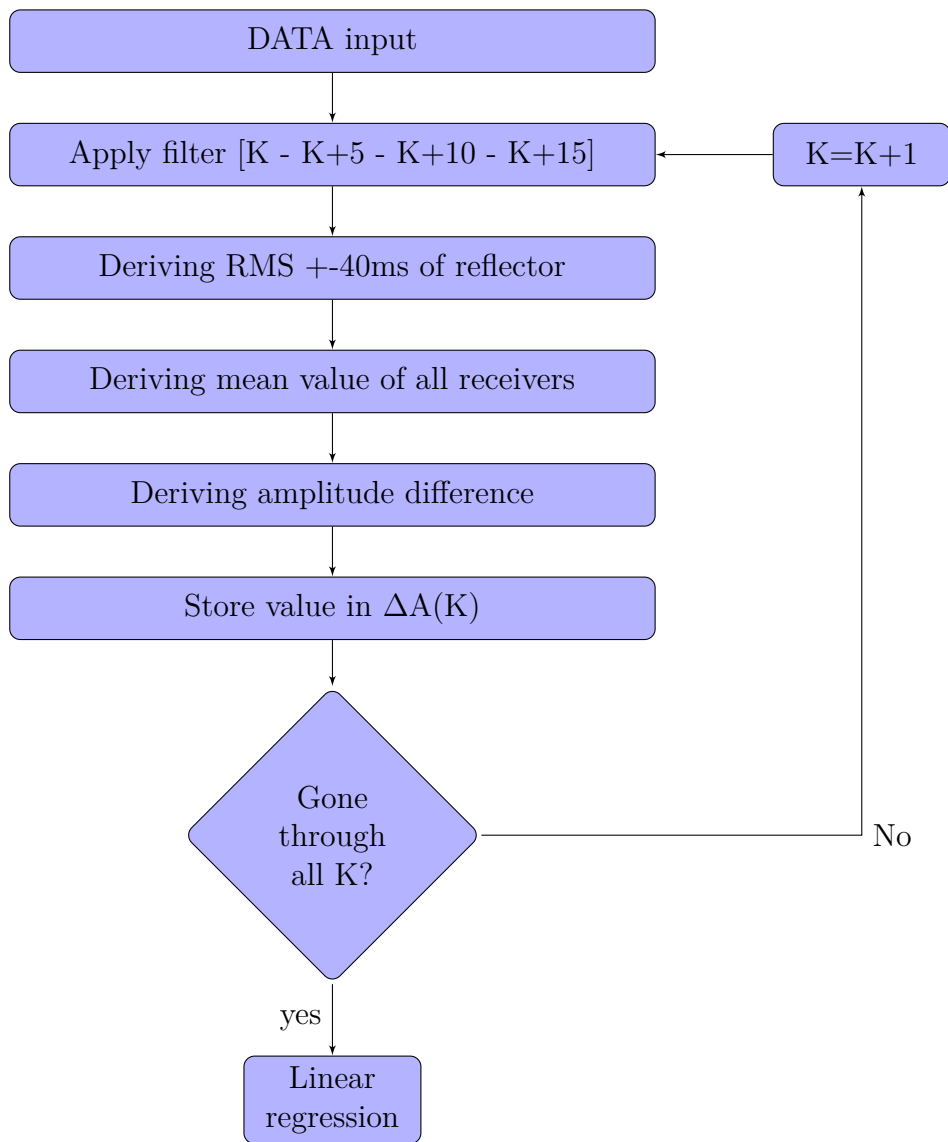 DATA input
Apply filter [K - K+5 - K+10 - K+15]
K=K+1
Deriving RMS +-40ms of reflector
Deriving mean value of all receivers
Deriving amplitude difference
Store value in ΔA(K)
Gone
through
all K?
No
yes
Linear
regression